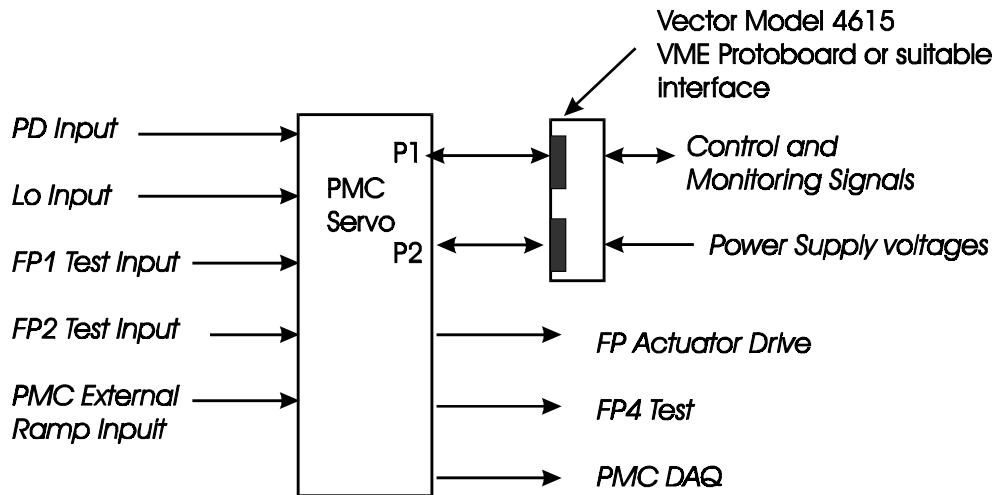 Vector Model 4615
VME Protoboard or suitable
interface
PD Input
Lo Input
FP1 Test Input
FP2 Test Input
PMC External
Ramp Inpuit
PMC
Servo
P1
P2
Control and
Monitoring Signals
Power Supply voltages
FP Actuator Drive
FP4 Test
PMC DAQ